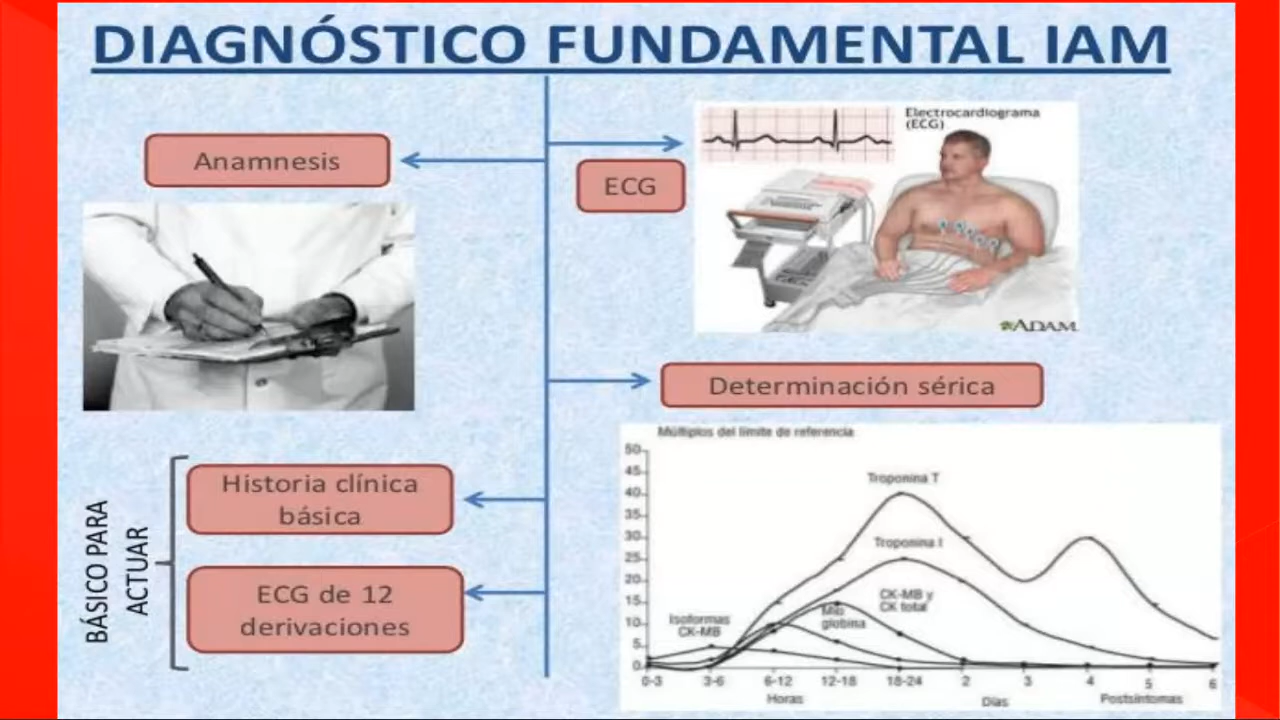 DIAGNÓSTICO FUNDAMENTAL IAM
Anamnesis
ECG
Electrocardiograma
(ECG)
ADAM
Determinación sérica
Historia clínica
básica
ECG de 12
derivaciones
BÁSICO PARA
ACTUAR
Múltiplos del límite de referencia
50
45
40
35
30
25
20
15
10
5
0
Troponina T
Troponina I
CK-MB y
CK total
Mio
globina
Isoformas
CK-MB
0-3 3-6 6-12 12-18 18-24 2 3 4 5 6
Horas Días Postsíntomas